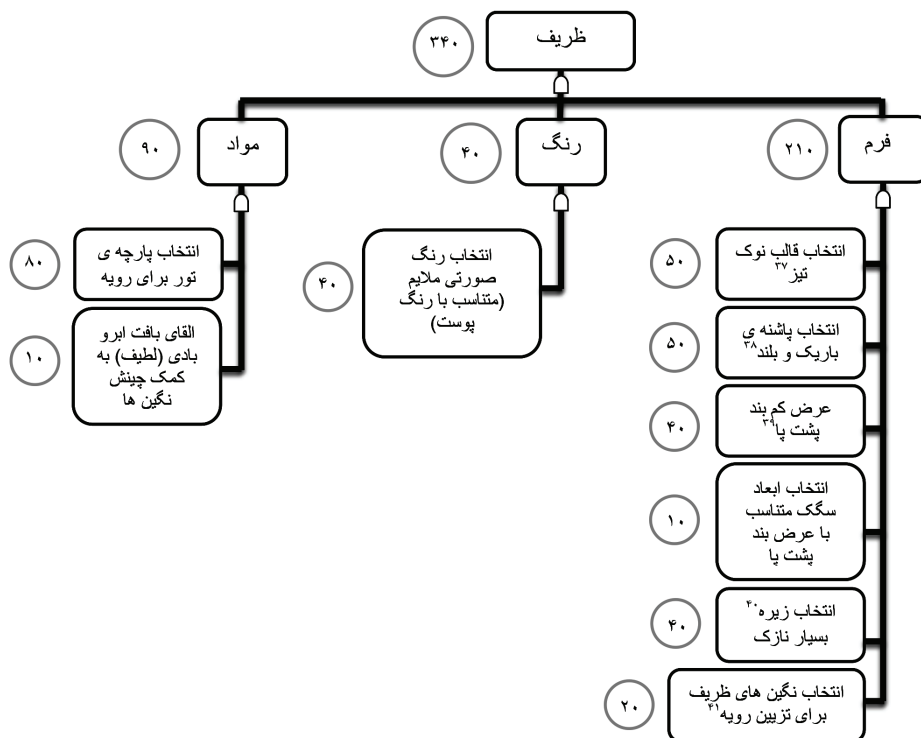 ظریف
۳۴۰
فرم
۲۱۰
رنگ
۴۰
مواد
۹۰
انتخاب قالب نوک
تیز۳۷
۵۰
انتخاب پاشنه ی
باریک و بلند۳۸
۵۰
عرض کم بند
پشت پا۳۹
۴۰
انتخاب ابعاد
سگک متناسب
با عرض بند
پشت پا
۱۰
انتخاب زیره۴۰
بسیار نازک
۴۰
انتخاب نگین های ظریف
برای تزیین رویه۴۱
۲۰
انتخاب رنگ
صورتی ملایم
(متناسب با رنگ
پوست)
۴۰
انتخاب پارچه ی
تور برای رویه
۸۰
القای بافت ابرو
بادی (لطیف) به
کمک چینش
نگین ها
۱۰